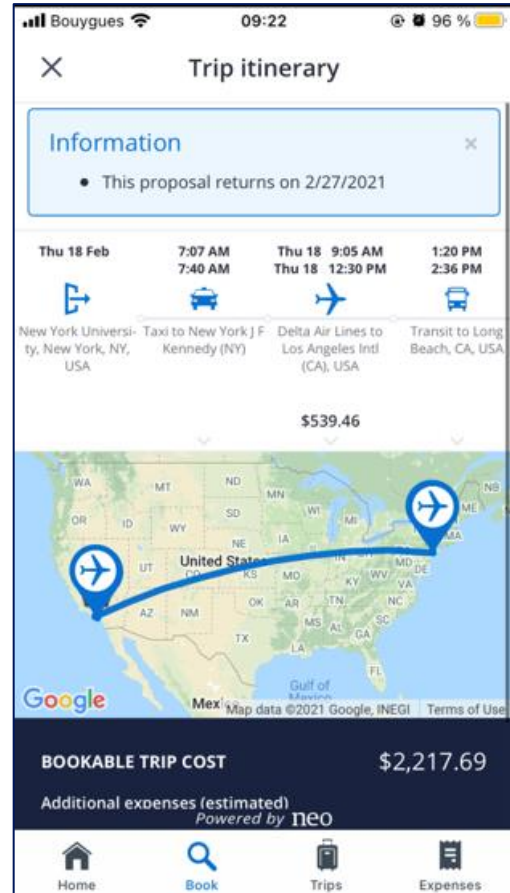 Bouygues 09:22 96 %
Trip itinerary
Information
• This proposal returns on 2/27/2021
Thu 18 Feb
New York Universi-
ty, New York, NY,
USA
7:07 AM
7:40 AM
Taxi to New York J F
Kennedy (NY)
Thu 18 9:05 AM
Thu 18 12:30 PM
Delta Air Lines to
Los Angeles Intl
(CA), USA
$539.46
1:20 PM
2:36 PM
Transit to Long
Beach, CA, USA
WA
MT
ND
MN
NB
OR
ID
WY
SD
WI
MI
ME
MA
NE
IA
UT
United States
CO
KS
MO
KY
WV
MD
DE
VA
AZ
NM
OK
AR
TN
NC
MS
AL
SC
GA
TX
LA
FL
Gulf of
Mexico
Google
Mexico
Map data ©2021 Google, INEGI Terms of Use
BOOKABLE TRIP COST $2,217.69
Additional expenses (estimated)
Powered by neo
Home
Book
Trips
Expenses